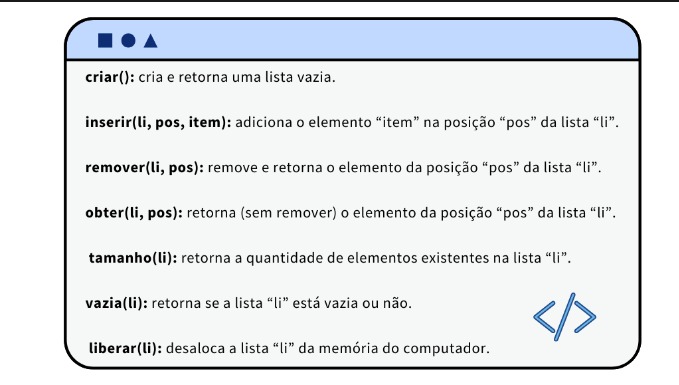 criar(): cria e retorna uma lista vazia.
inserir(li, pos, item): adiciona o elemento “item” na posição “pos” da lista “li”.
remover(li, pos): remove e retorna o elemento da posição “pos” da lista “li”.
obter(li, pos): retorna (sem remover) o elemento da posição “pos” da lista “li”.
tamanho(li): retorna a quantidade de elementos existentes na lista “li”.
vazia(li): retorna se a lista “li” está vazia ou não.
liberar(li): desaloca a lista “li” da memória do computador.